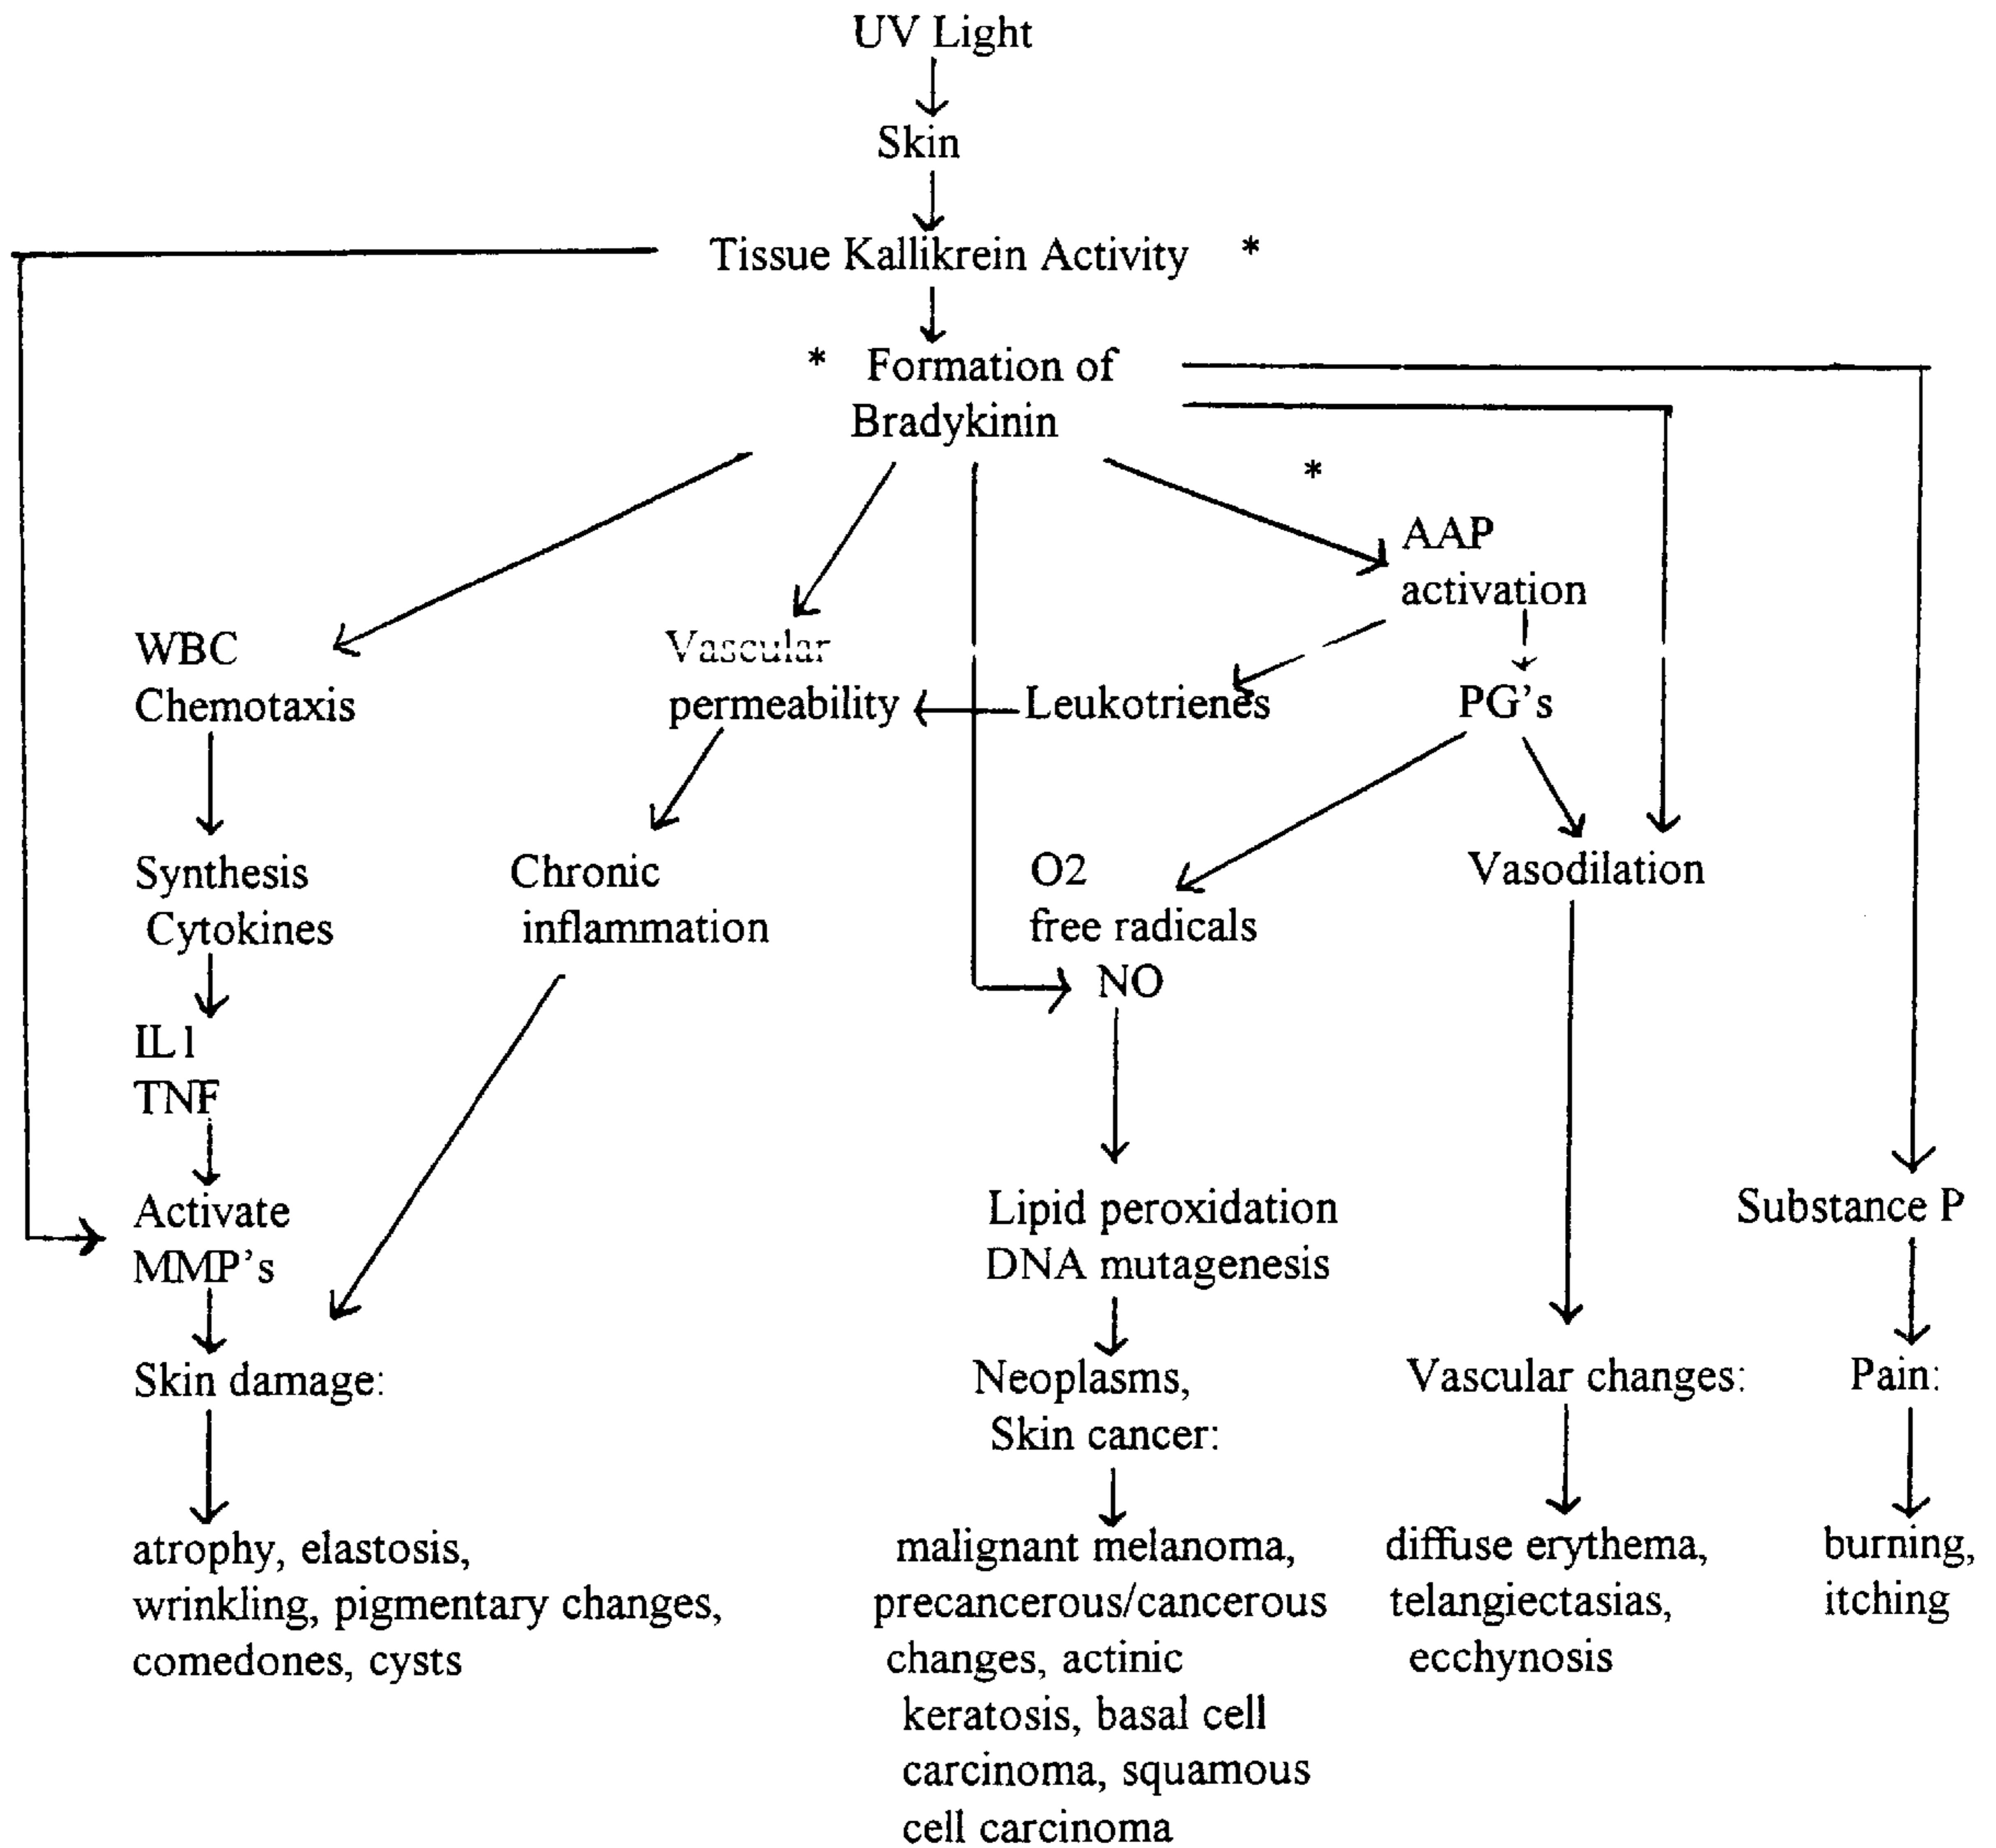 UV Light
Skin
Tissue Kallikrein Activity *
* Formation of
Bradykinin
*
AAP
activation
WBC
Chemotaxis
Vascular
permeability
Leukotrienes
PG's
Synthesis
Cytokines
Chronic
inflammation
O2
free radicals
NO
Vasodilation
IL1
TNF
Activate
MMP's
Lipid peroxidation
DNA mutagenesis
Substance P
Skin damage:
Neoplasms,
Skin cancer:
Vascular changes:
Pain:
atrophy, elastosis,
wrinkling, pigmentary changes,
comedones, cysts
malignant melanoma,
precancerous/cancerous
changes, actinic
keratosis, basal cell
carcinoma, squamous
cell carcinoma
diffuse erythema,
telangiectasias,
ecchynosis
burning,
itching